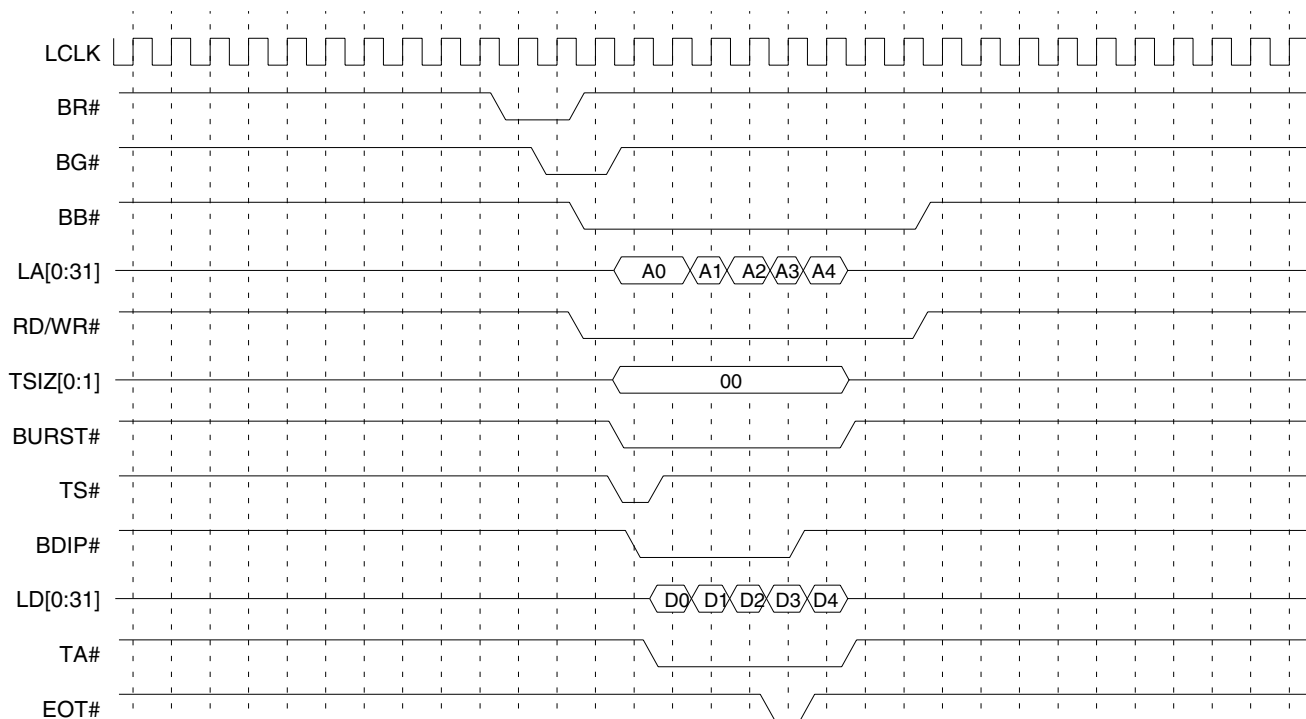 LCLK
BR#
BG#
BB#
LA[0:31] A0 A1 A2 A3 A4
RD/WR#
TSIZ[0:1] 00
BURST#
TS#
BDIP#
LD[0:31] D0 D1 D2 D3 D4
TA#
EOT#